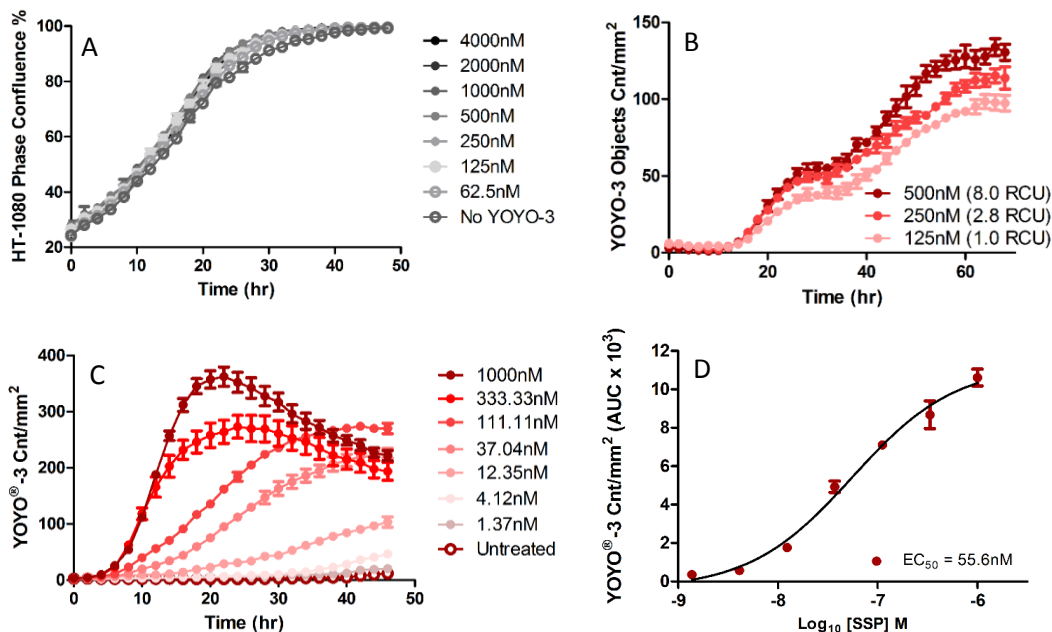 A
HT-1080 Phase Confluence %
100
80
60
40
20
0
10
20
30
40
50
Time (hr)
4000nM
2000nM
1000nM
500nM
250nM
125nM
62.5nM
No YOYO-3
B
YOYO-3 Objects Cnt/mm²
150
100
50
0
0
20
40
60
Time (hr)
500nM (8.0 RCU)
250nM (2.8 RCU)
125nM (1.0 RCU)
C
YOYO®-3 Cnt/mm²
400
300
200
100
0
0
10
20
30
40
50
Time (hr)
1000nM
333.33nM
111.11nM
37.04nM
12.35nM
4.12nM
1.37nM
Untreated
D
YOYO®-3 Cnt/mm² (AUC x 10³)
12
10
8
6
4
2
0
-9
-8
-7
-6
Log₁₀ [SSP] M
EC₅₀ = 55.6nM